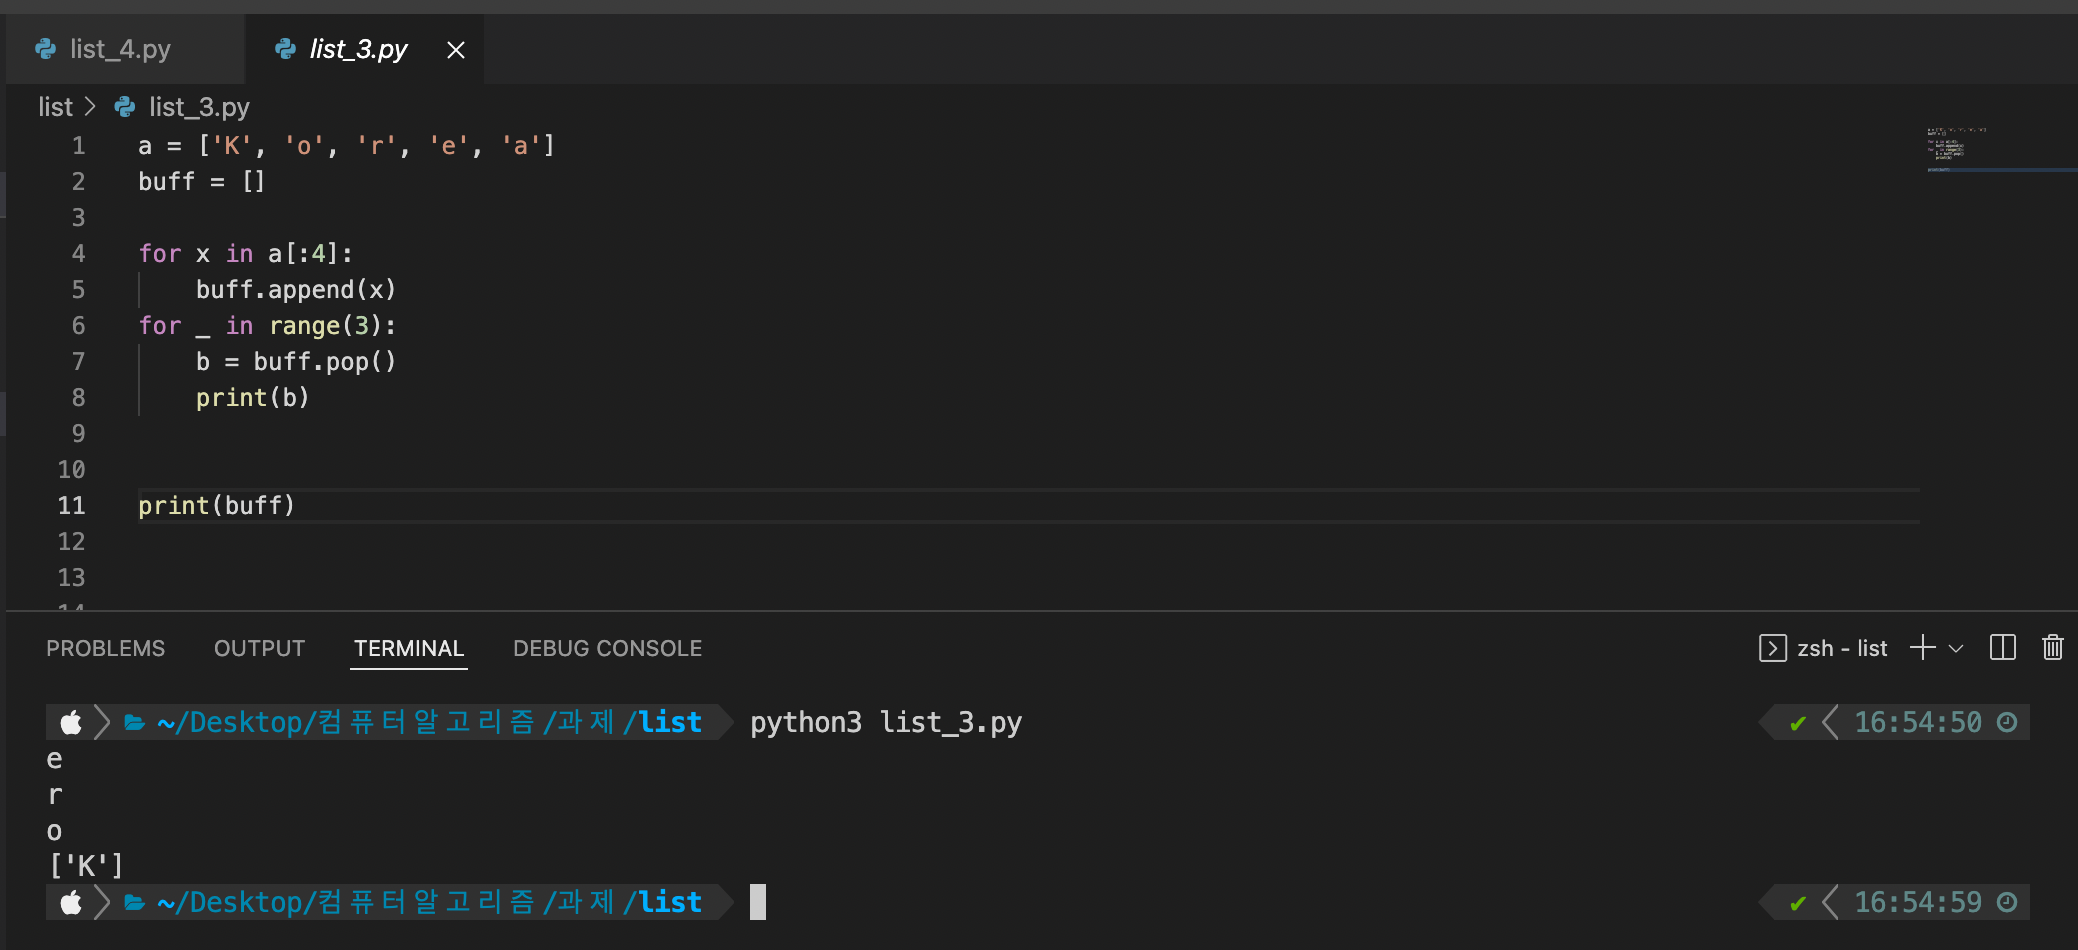 list_4.py
list_3.py
list > list_3.py
1 a = ['K', 'o', 'r', 'e', 'a']
2 buff = []
3
4 for x in a[:4]:
5     buff.append(x)
6 for _ in range(3):
7     b = buff.pop()
8     print(b)
9
10
11 print(buff)
12
13
14
PROBLEMS OUTPUT TERMINAL DEBUG CONSOLE zsh - list
~/Desktop/컴퓨터알고리즘/과제/list python3 list_3.py ✔ 16:54:50
e
r
o
['K']
~/Desktop/컴퓨터알고리즘/과제/list ✔ 16:54:59